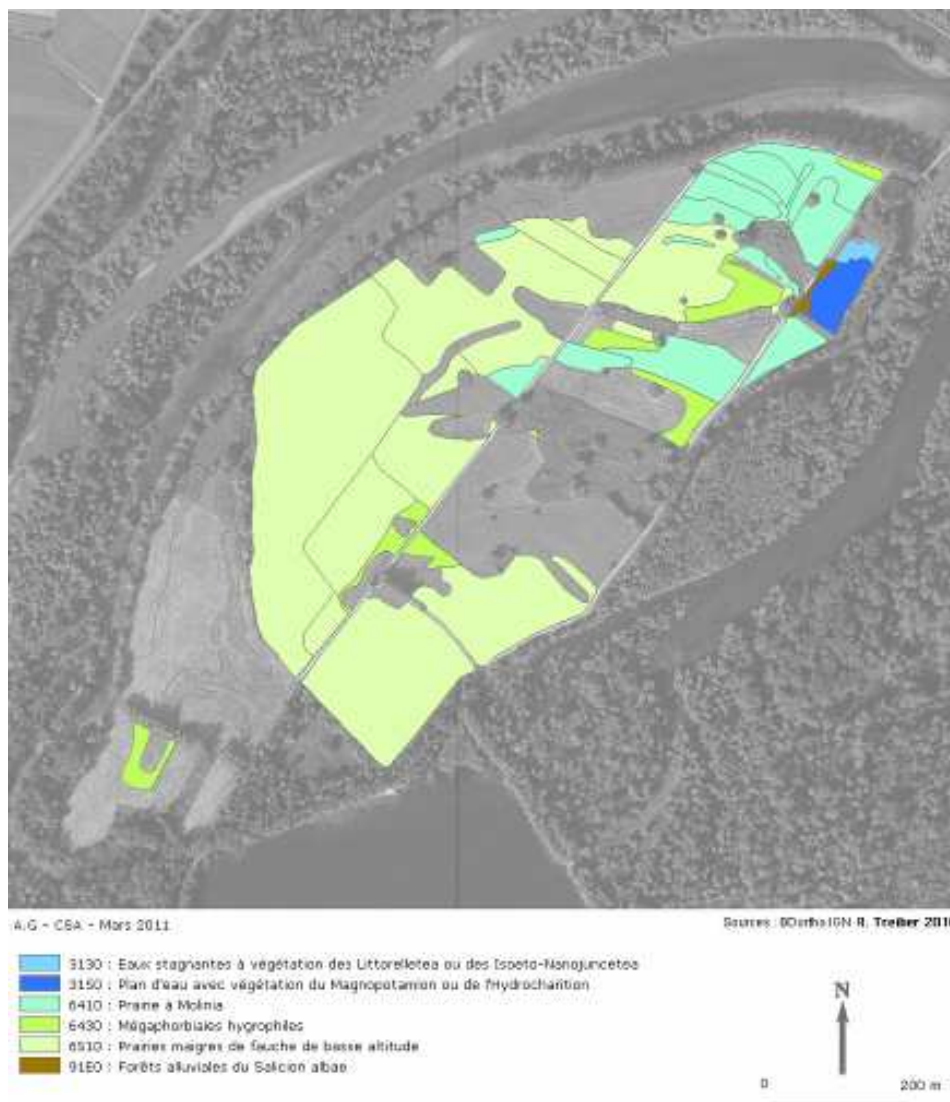 A.G - CSA - Mars 2011
Sources : BDortho IGN R. Treiber 201
3130 : Eaux stagnantes à végétation des Littorelletea ou des Isoeto-Nanojuncetea
3150 : Plan d'eau avec végétation du Magnopotamion ou de l'Hydrocharition
6410 : Prairie à Molinia
6430 : Mégaphorbiaies hygrophiles
6510 : Prairies maigres de fauche de basse altitude
91E0 : Forêts alluviales du Salicion albae
N
0
200 m